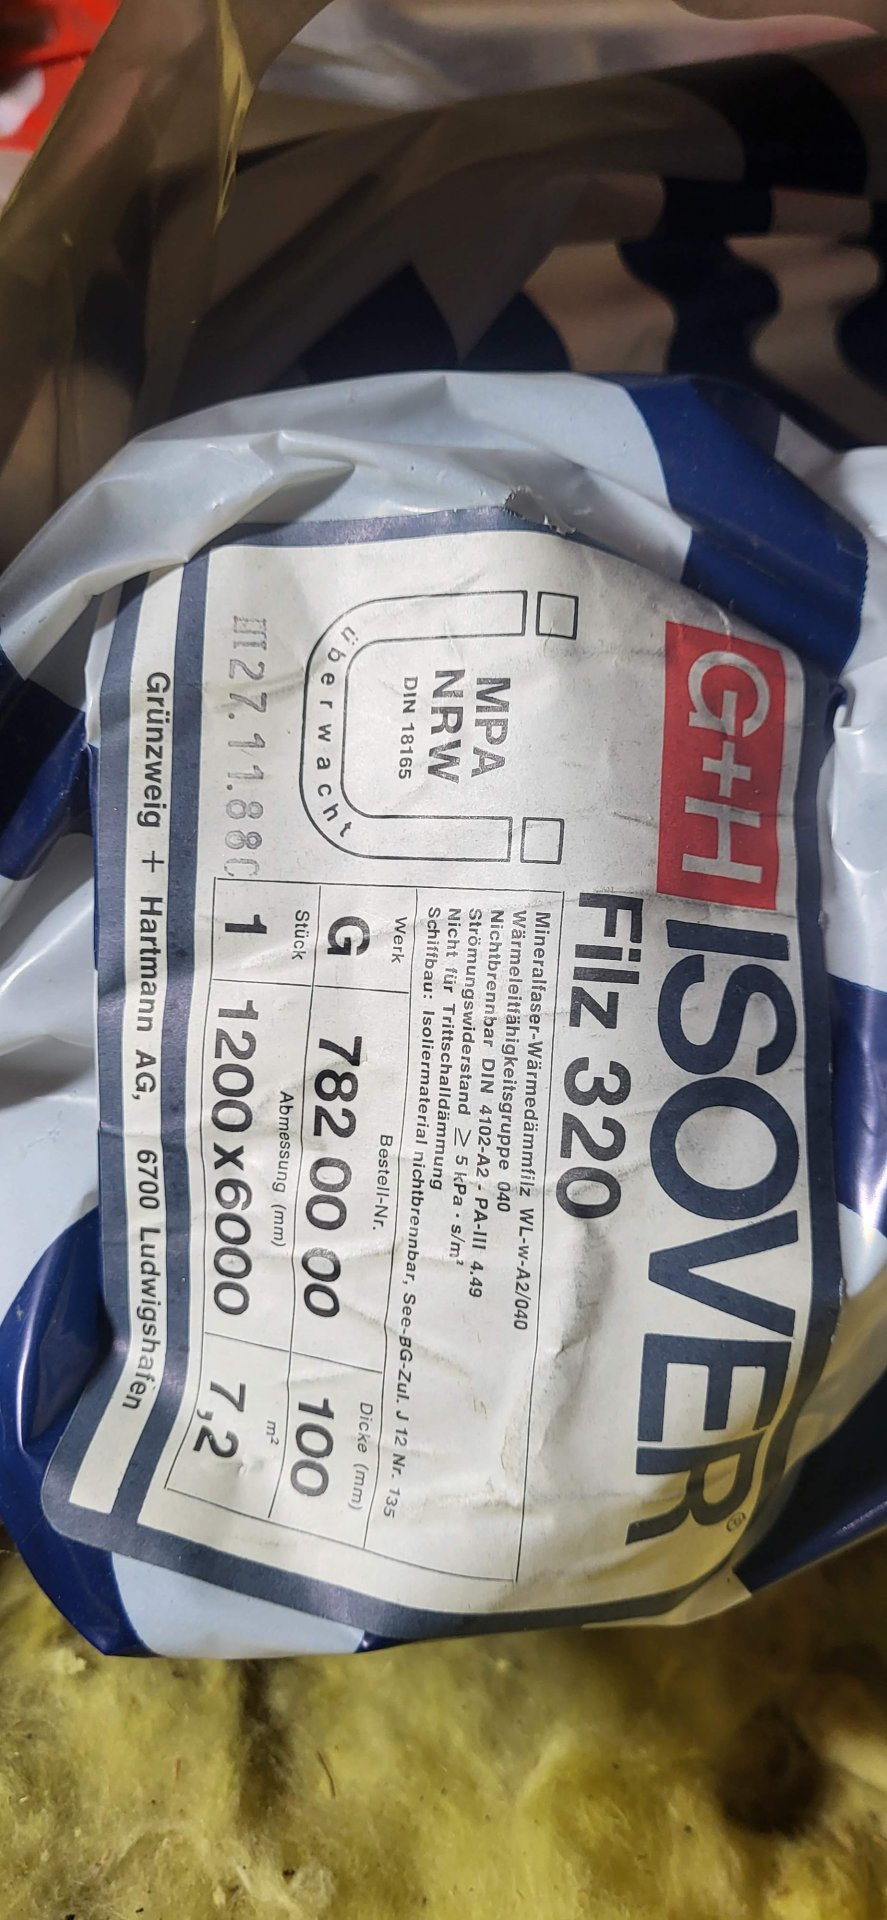 G+H ISOVER®
Filz 320
MPA
NRW
DIN 18165
überwacht
Mineralfaser-Wärmedämmfilz WL-w-A2/040
Wärmeleitfähigkeitsgruppe 040
Nichtbrennbar DIN 4102-A2 - PA-III 4.49
Strömungswiderstand ≥ 5 kPa · s/m²
Nicht für Trittschalldämmung
Schiffbau: Isoliermaterial nichtbrennbar, See-BG-Zul. J 12 Nr. 135
Werk Bestell-Nr. Dicke (mm)
G 782 00 00 100
Stück Abmessung (mm) m²
1 1200 x 6000 7,2
27.11.88
Grünzweig + Hartmann AG, 6700 Ludwigshafen